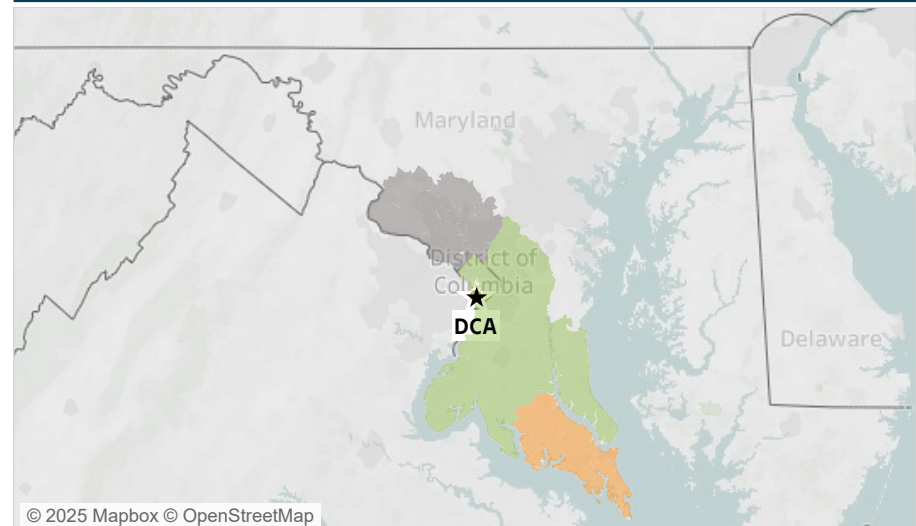 Maryland
District of
Columbia
DCA
Delaware
© 2025 Mapbox © OpenStreetMap